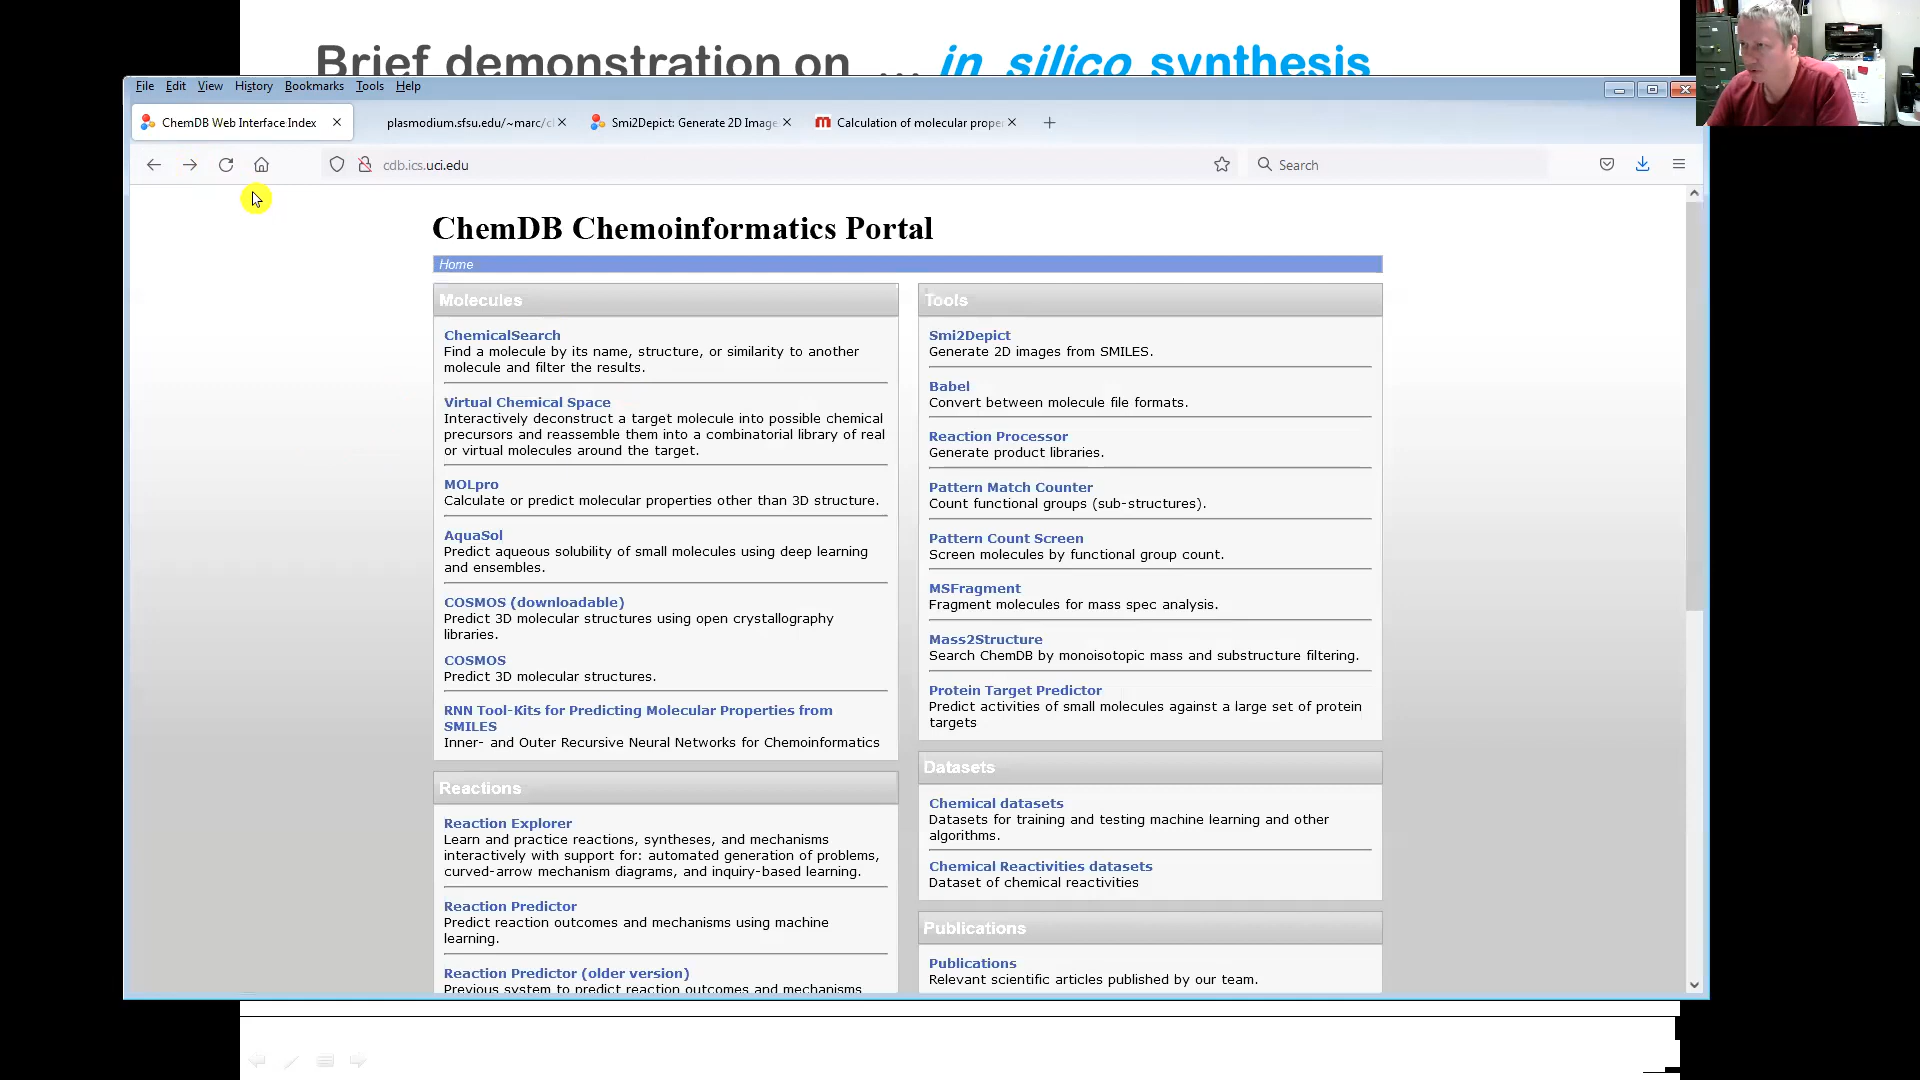 Brief demonstration on ... in silico synthesis
File Edit View History Bookmarks Tools Help
ChemDB Web Interface Index
plasmodium.sfsu.edu/~marc/cl
Smi2Depict: Generate 2D Image
Calculation of molecular prope
cdb.ics.uci.edu
Search
ChemDB Chemoinformatics Portal
Home
Molecules
ChemicalSearch
Find a molecule by its name, structure, or similarity to another
molecule and filter the results.
Virtual Chemical Space
Interactively deconstruct a target molecule into possible chemical
precursors and reassemble them into a combinatorial library of real
or virtual molecules around the target.
MOLpro
Calculate or predict molecular properties other than 3D structure.
AquaSol
Predict aqueous solubility of small molecules using deep learning
and ensembles.
COSMOS (downloadable)
Predict 3D molecular structures using open crystallography
libraries.
COSMOS
Predict 3D molecular structures.
RNN Tool-Kits for Predicting Molecular Properties from
SMILES
Inner- and Outer Recursive Neural Networks for Chemoinformatics
Reactions
Reaction Explorer
Learn and practice reactions, syntheses, and mechanisms
interactively with support for: automated generation of problems,
curved-arrow mechanism diagrams, and inquiry-based learning.
Reaction Predictor
Predict reaction outcomes and mechanisms using machine
learning.
Reaction Predictor (older version)
Previous system to predict reaction outcomes and mechanisms
Tools
Smi2Depict
Generate 2D images from SMILES.
Babel
Convert between molecule file formats.
Reaction Processor
Generate product libraries.
Pattern Match Counter
Count functional groups (sub-structures).
Pattern Count Screen
Screen molecules by functional group count.
MSFragment
Fragment molecules for mass spec analysis.
Mass2Structure
Search ChemDB by monoisotopic mass and substructure filtering.
Protein Target Predictor
Predict activities of small molecules against a large set of protein
targets
Datasets
Chemical datasets
Datasets for training and testing machine learning and other
algorithms.
Chemical Reactivities datasets
Dataset of chemical reactivities
Publications
Publications
Relevant scientific articles published by our team.